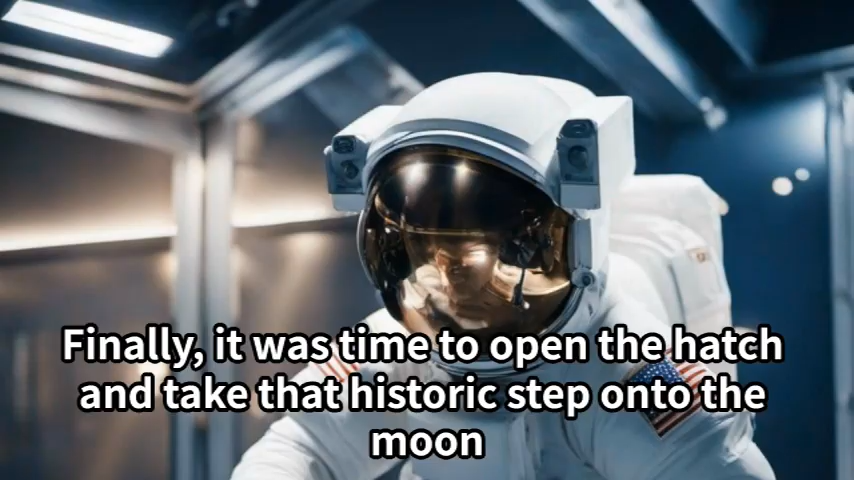 Finally, it was time to open the hatch
and take that historic step onto the
moon